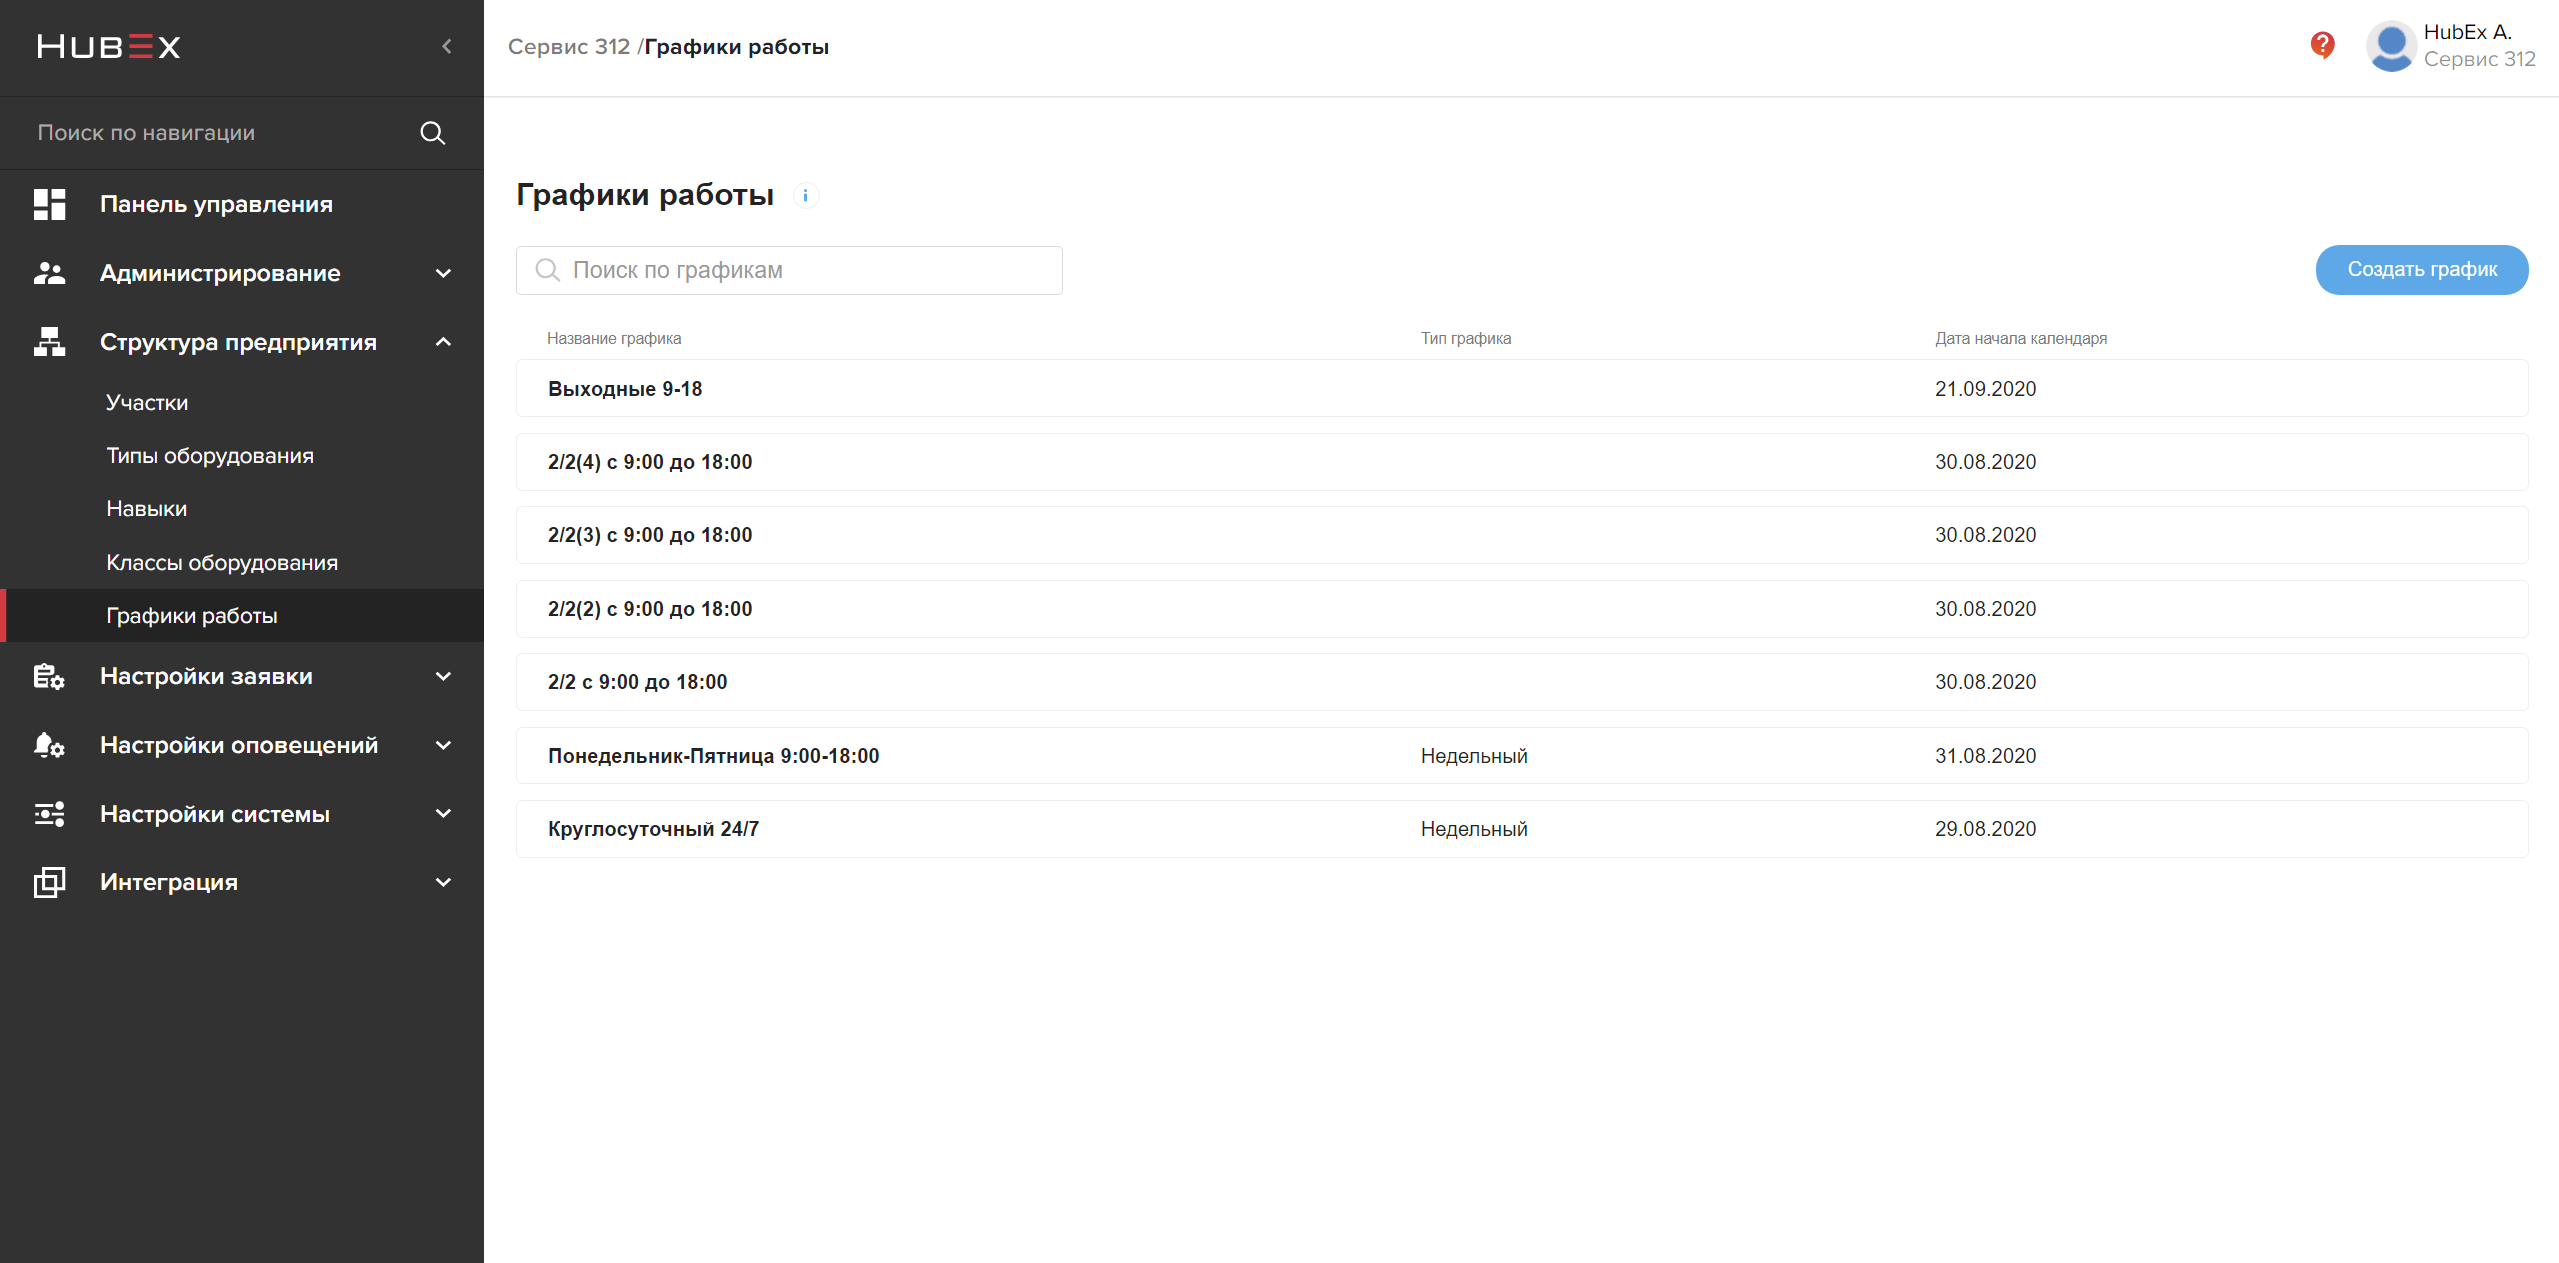 HUBEX
Сервис 312 /Графики работы
HubEx A.
Сервис 312
Поиск по навигации
Панель управления
Администрирование
Структура предприятия
Участки
Типы оборудования
Навыки
Классы оборудования
Графики работы
Настройки заявки
Настройки оповещений
Настройки системы
Интеграция
Графики работы i
Поиск по графикам
Создать график
Название графика Тип графика Дата начала календаря
Выходные 9-18 21.09.2020
2/2(4) с 9:00 до 18:00 30.08.2020
2/2(3) с 9:00 до 18:00 30.08.2020
2/2(2) с 9:00 до 18:00 30.08.2020
2/2 с 9:00 до 18:00 30.08.2020
Понедельник-Пятница 9:00-18:00 Недельный 31.08.2020
Круглосуточный 24/7 Недельный 29.08.2020